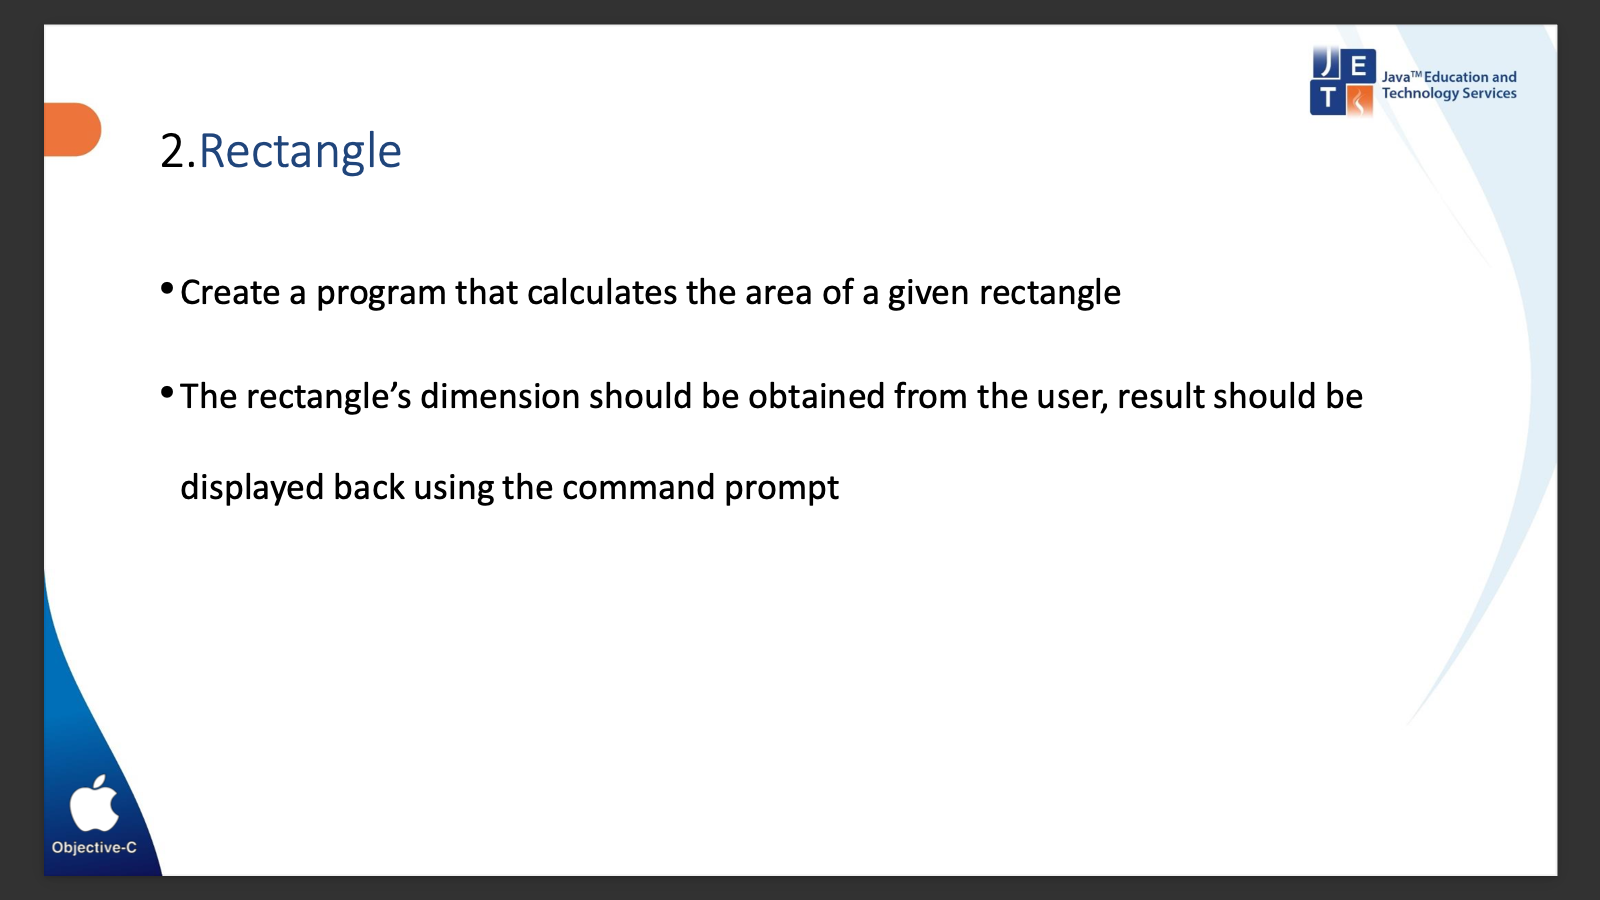 J E
T
Java™ Education and
Technology Services
2.Rectangle
•Create a program that calculates the area of a given rectangle
•The rectangle’s dimension should be obtained from the user, result should be
displayed back using the command prompt
Objective-C